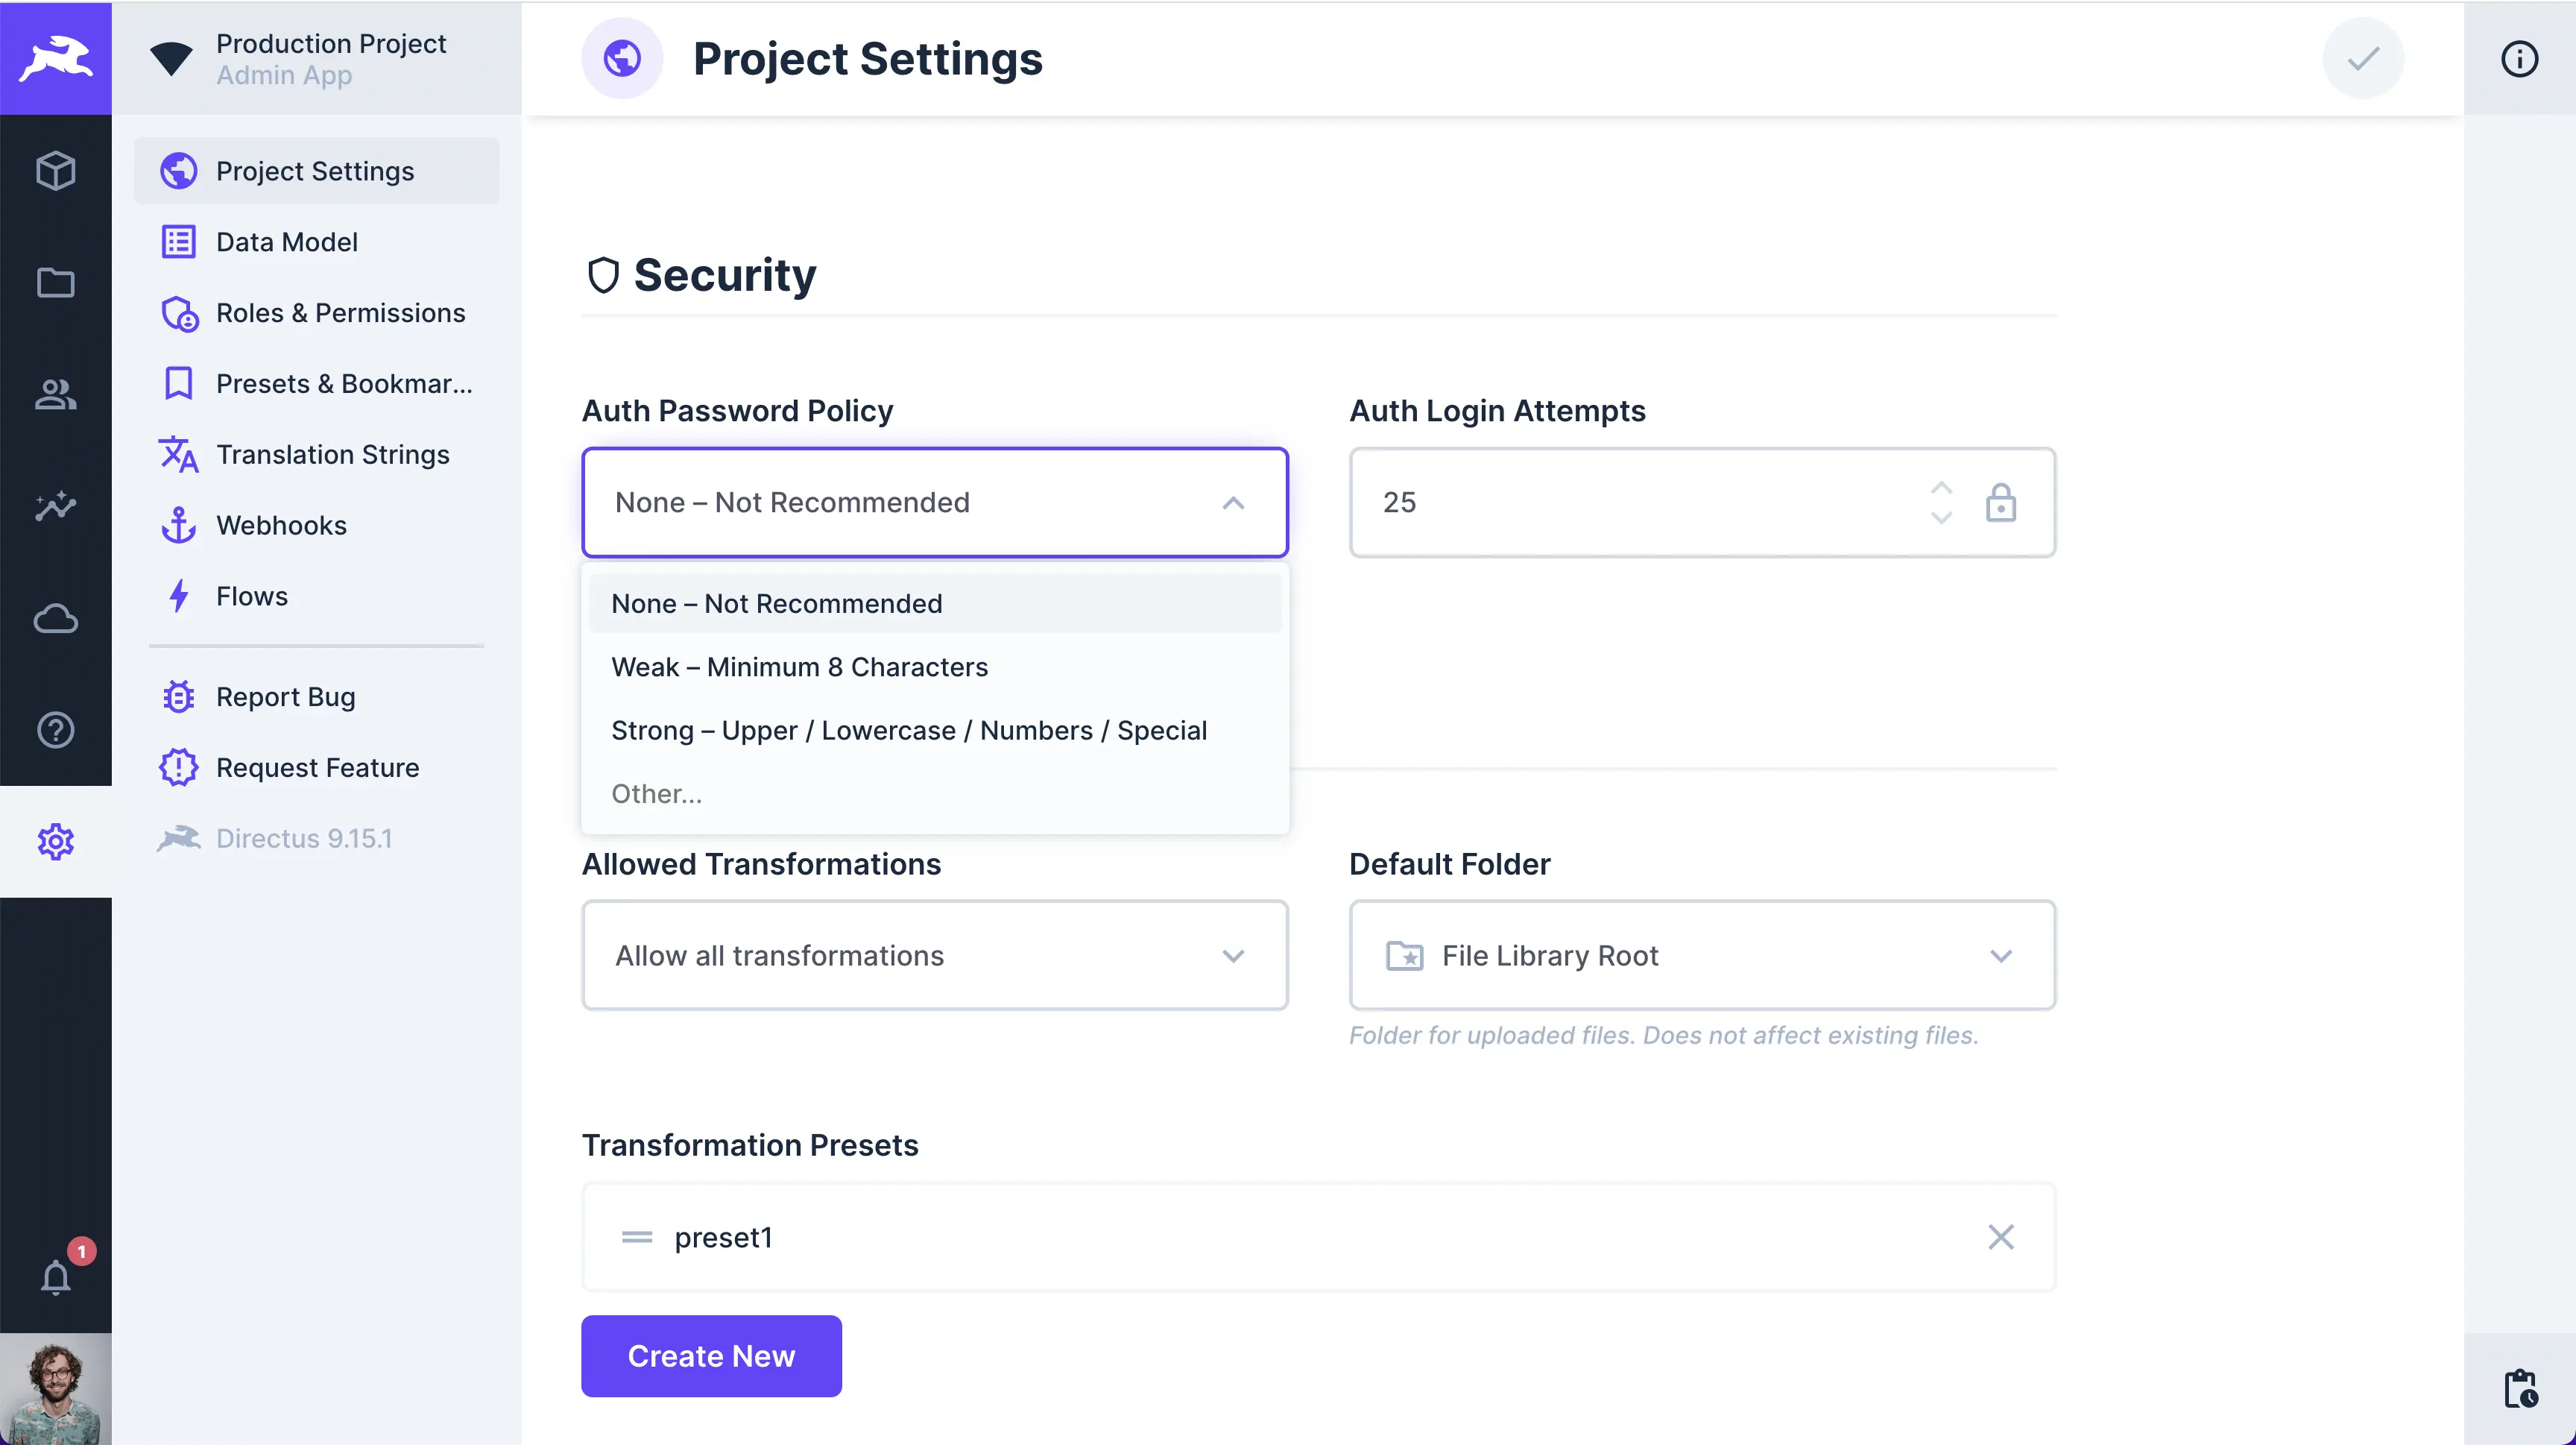 Production Project
Admin App
Project Settings
Project Settings
Data Model
Roles & Permissions
Presets & Bookmar...
Translation Strings
Webhooks
Flows
Report Bug
Request Feature
Directus 9.15.1
1
Security
Auth Password Policy
None – Not Recommended
None – Not Recommended
Weak – Minimum 8 Characters
Strong – Upper / Lowercase / Numbers / Special
Other...
Auth Login Attempts
25
Allowed Transformations
Allow all transformations
Default Folder
File Library Root
Folder for uploaded files. Does not affect existing files.
Transformation Presets
preset1
Create New